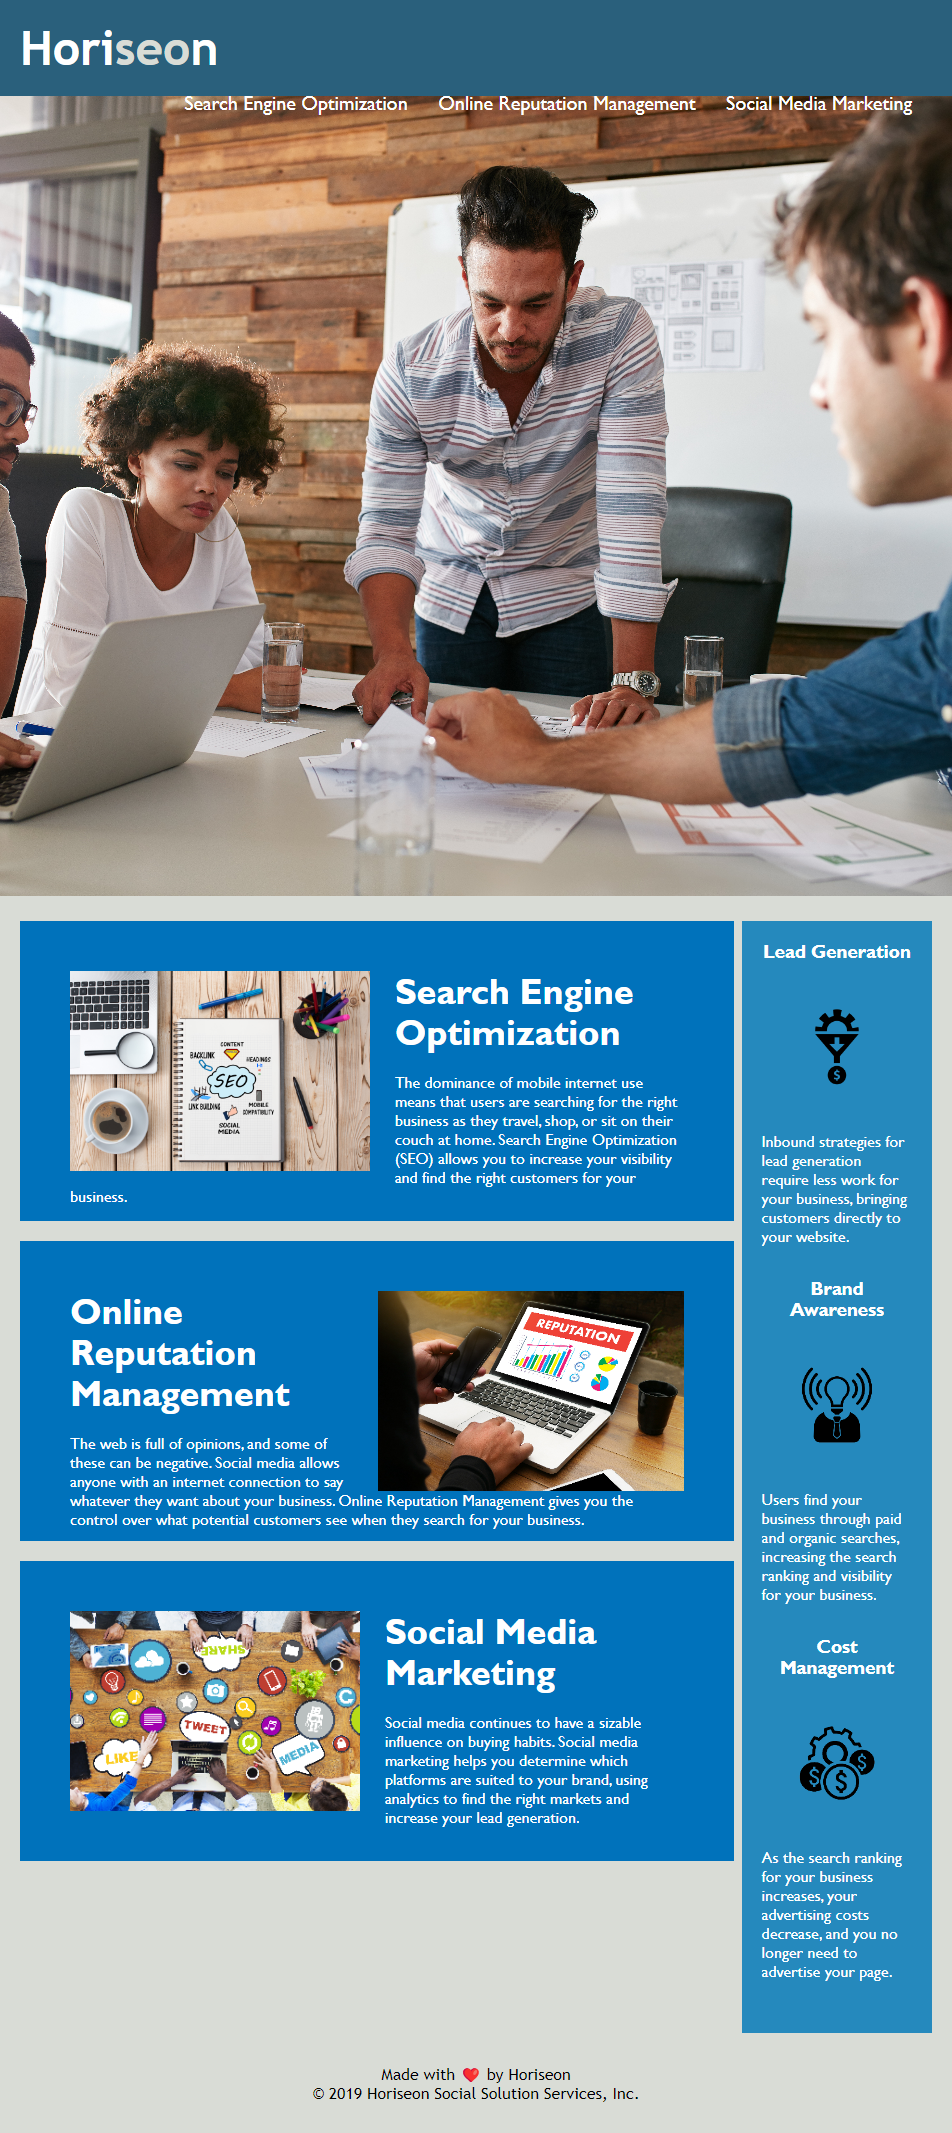 Horiseon
Search Engine Optimization
Online Reputation Management
Social Media Marketing
CONTENT
BACKLINK
HEADINGS
SEO
LINK BUILDING
MOBILE
COMPATIBILITY
SOCIAL
MEDIA
Search Engine
Optimization
The dominance of mobile internet use
means that users are searching for the right
business as they travel, shop, or sit on their
couch at home. Search Engine Optimization
(SEO) allows you to increase your visibility
and find the right customers for your
business.
Online
Reputation
Management
The web is full of opinions, and some of
these can be negative. Social media allows
anyone with an internet connection to say
whatever they want about your business. Online Reputation Management gives you the
control over what potential customers see when they search for your business.
REPUTATION
SHARE
TWEET
LIKE
MEDIA
Social Media
Marketing
Social media continues to have a sizable
influence on buying habits. Social media
marketing helps you determine which
platforms are suited to your brand, using
analytics to find the right markets and
increase your lead generation.
Lead Generation
$
Inbound strategies for
lead generation
require less work for
your business, bringing
customers directly to
your website.
Brand
Awareness
Users find your
business through paid
and organic searches,
increasing the search
ranking and visibility
for your business.
Cost
Management
$ $ $
As the search ranking
for your business
increases, your
advertising costs
decrease, and you no
longer need to
advertise your page.
Made with ❤️ by Horiseon
© 2019 Horiseon Social Solution Services, Inc.